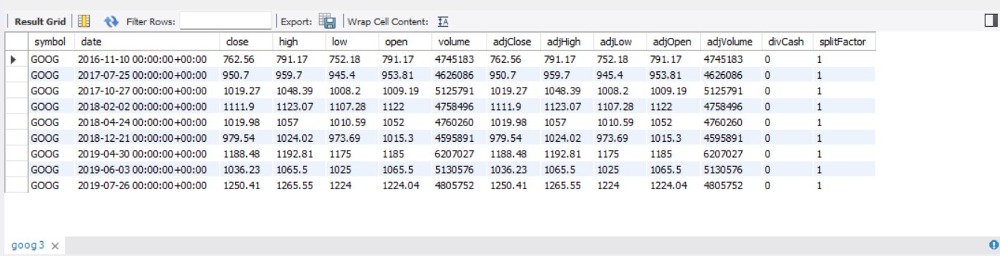 Result Grid Filter Rows: Export: Wrap Cell Content: IA
symbol date close high low open volume adjClose adjHigh adjLow adjOpen adjVolume divCash splitFactor
GOOG 2016-11-10 00:00:00+00:00 762.56 791.17 752.18 791.17 4745183 762.56 791.17 752.18 791.17 4745183 0 1
GOOG 2017-07-25 00:00:00+00:00 950.7 959.7 945.4 953.81 4626086 950.7 959.7 945.4 953.81 4626086 0 1
GOOG 2017-10-27 00:00:00+00:00 1019.27 1048.39 1008.2 1009.19 5125791 1019.27 1048.39 1008.2 1009.19 5125791 0 1
GOOG 2018-02-02 00:00:00+00:00 1111.9 1123.07 1107.28 1122 4758496 1111.9 1123.07 1107.28 1122 4758496 0 1
GOOG 2018-04-24 00:00:00+00:00 1019.98 1057 1010.59 1052 4760260 1019.98 1057 1010.59 1052 4760260 0 1
GOOG 2018-12-21 00:00:00+00:00 979.54 1024.02 973.69 1015.3 4595891 979.54 1024.02 973.69 1015.3 4595891 0 1
GOOG 2019-04-30 00:00:00+00:00 1188.48 1192.81 1175 1185 6207027 1188.48 1192.81 1175 1185 6207027 0 1
GOOG 2019-06-03 00:00:00+00:00 1036.23 1065.5 1025 1065.5 5130576 1036.23 1065.5 1025 1065.5 5130576 0 1
GOOG 2019-07-26 00:00:00+00:00 1250.41 1265.55 1224 1224.04 4805752 1250.41 1265.55 1224 1224.04 4805752 0 1
goog3